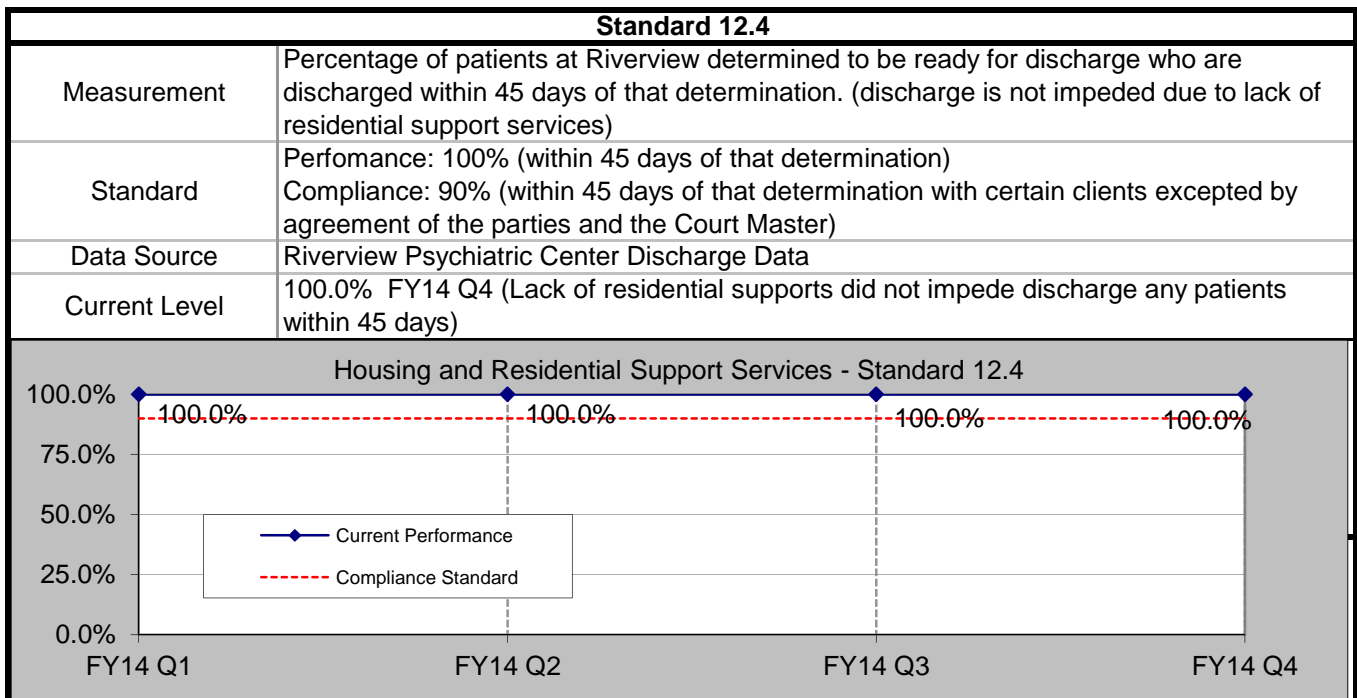 Standard 12.4
Measurement
Percentage of patients at Riverview determined to be ready for discharge who are
discharged within 45 days of that determination. (discharge is not impeded due to lack of
residential support services)
Standard
Perfomance: 100% (within 45 days of that determination)
Compliance: 90% (within 45 days of that determination with certain clients excepted by
agreement of the parties and the Court Master)
Data Source
Riverview Psychiatric Center Discharge Data
Current Level
100.0% FY14 Q4 (Lack of residential supports did not impede discharge any patients
within 45 days)
Housing and Residential Support Services - Standard 12.4
100.0%
75.0%
50.0%
25.0%
0.0%
100.0% 100.0% 100.0% 100.0%
Current Performance
Compliance Standard
FY14 Q1 FY14 Q2 FY14 Q3 FY14 Q4